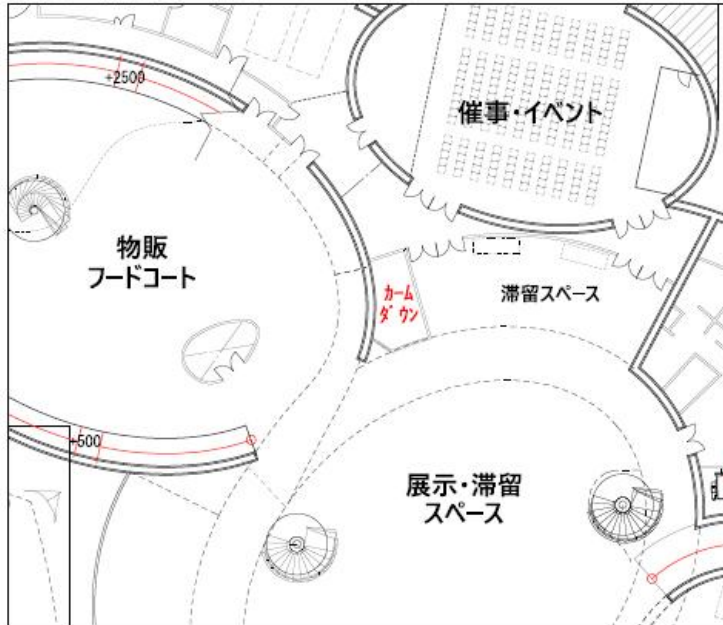 +2500
催事・イベント
物販
フードコート
カーム
ダウン
滞留スペース
+500
展示・滞留
スペース